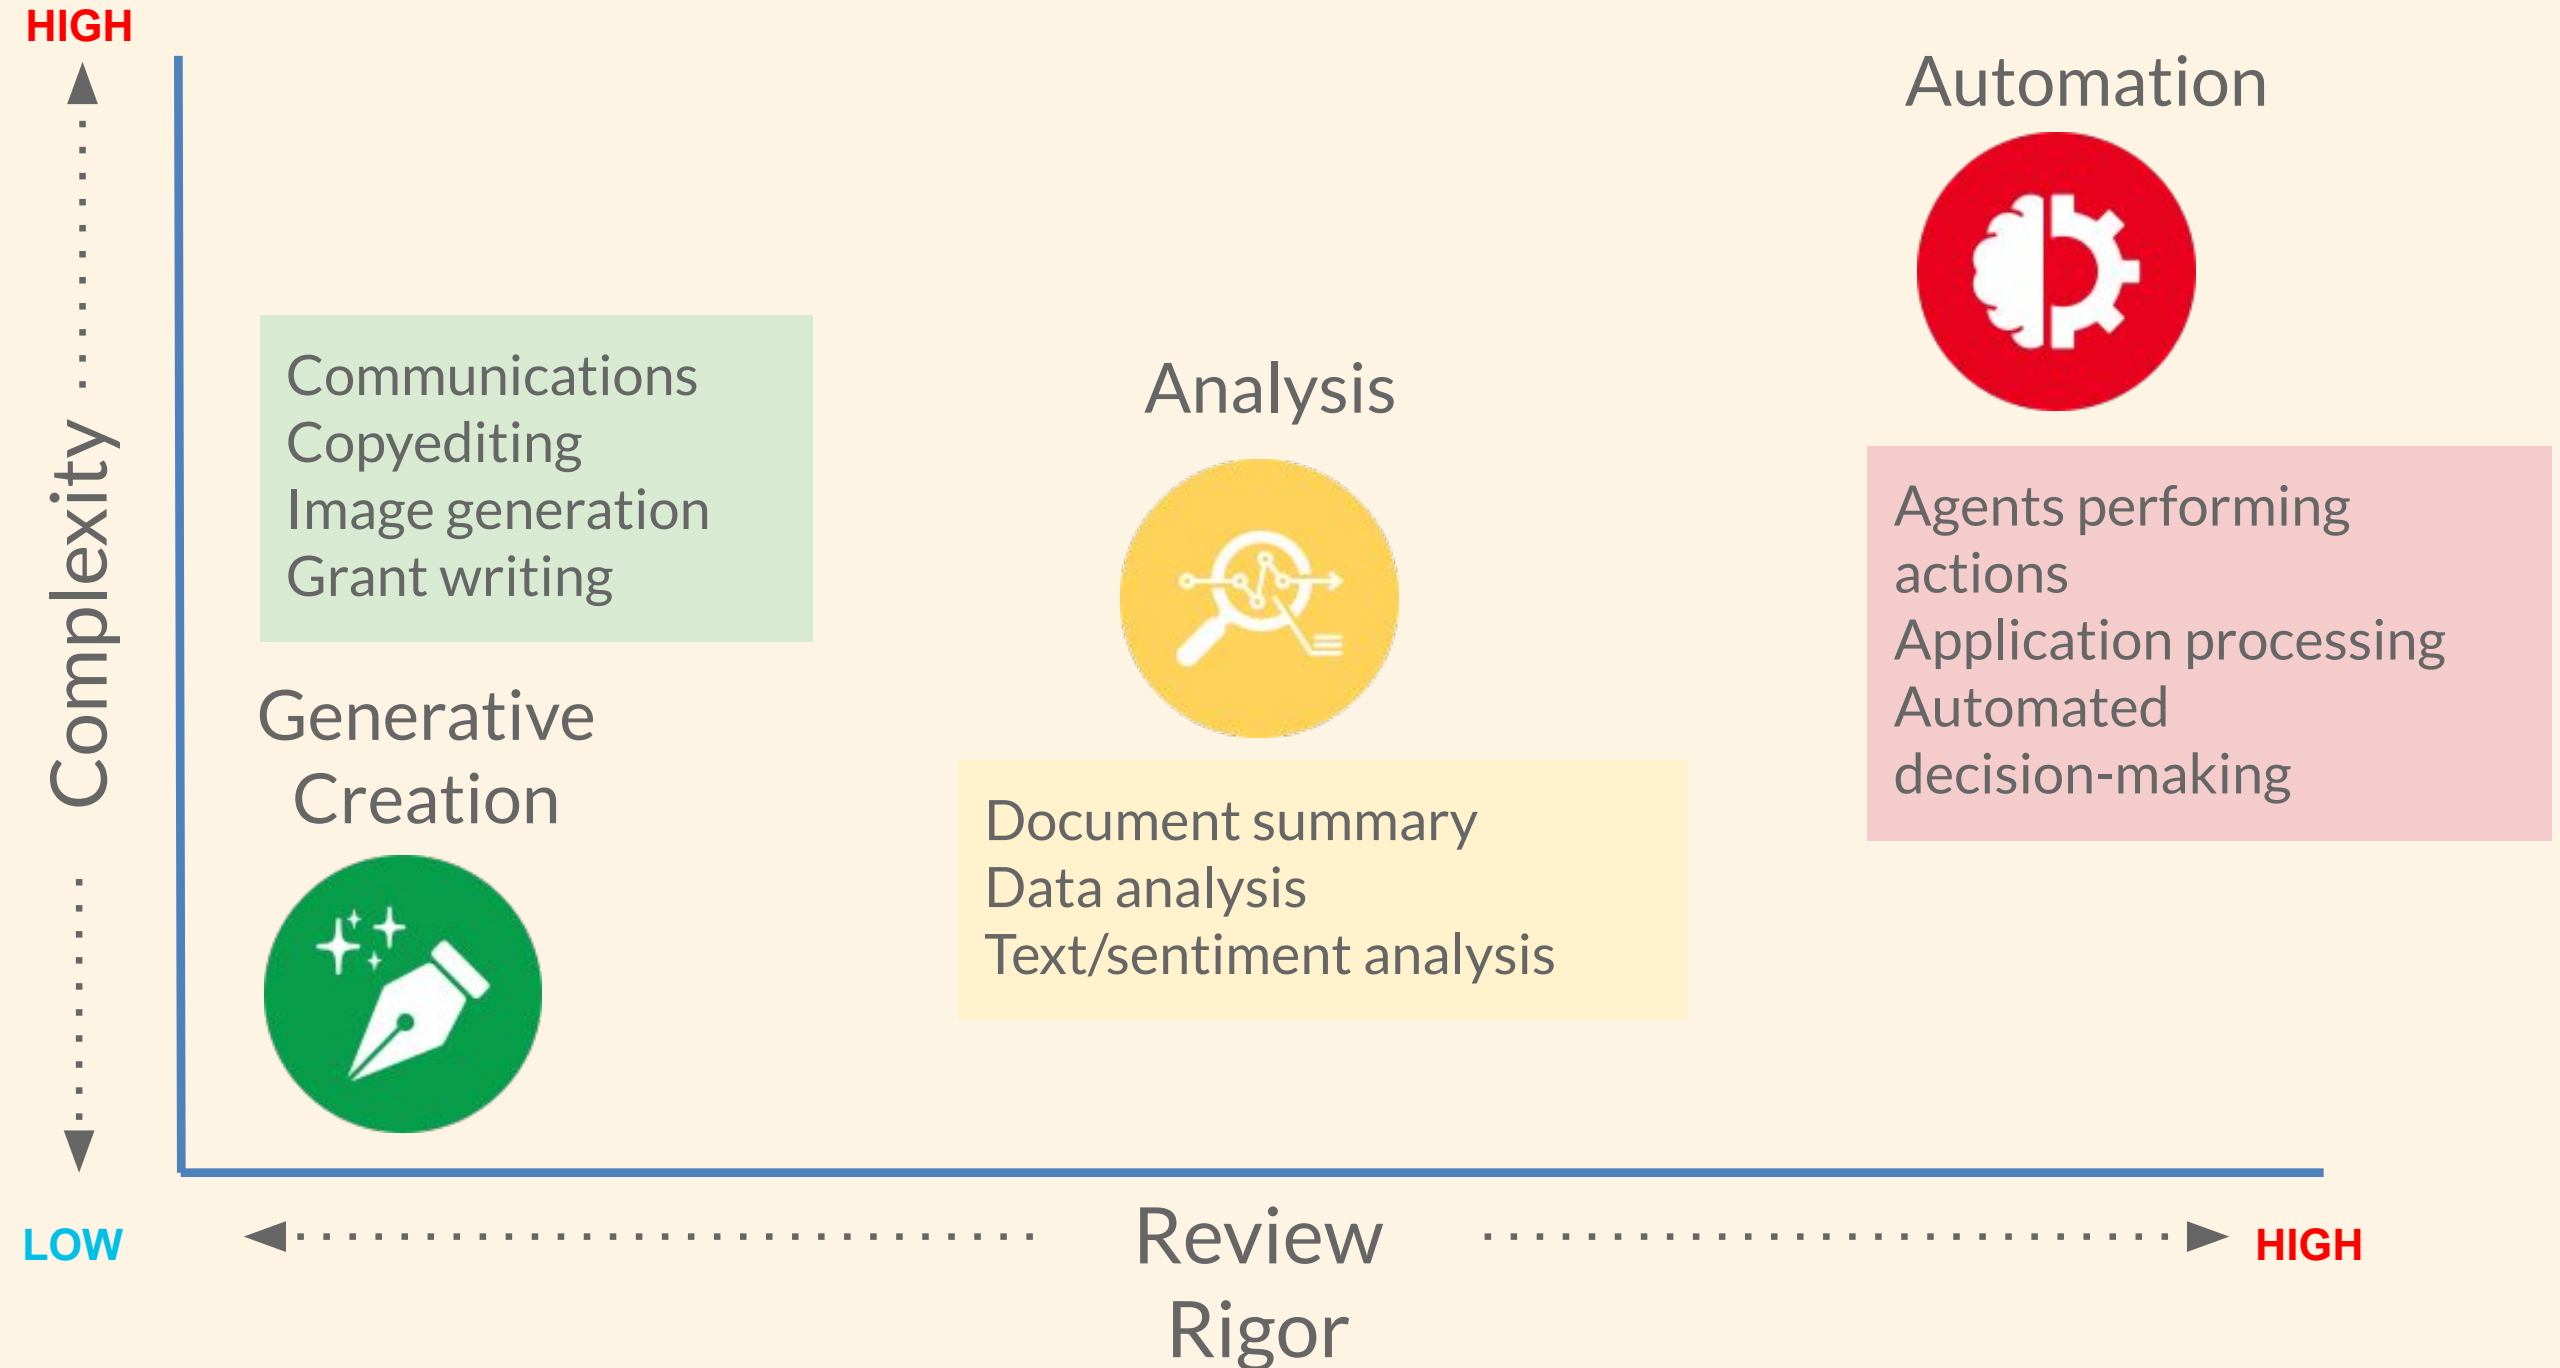 HIGH
Complexity
LOW
Communications
Copyediting
Image generation
Grant writing
Generative
Creation
Analysis
Document summary
Data analysis
Text/sentiment analysis
Automation
Agents performing
actions
Application processing
Automated
decision-making
Review
Rigor
HIGH